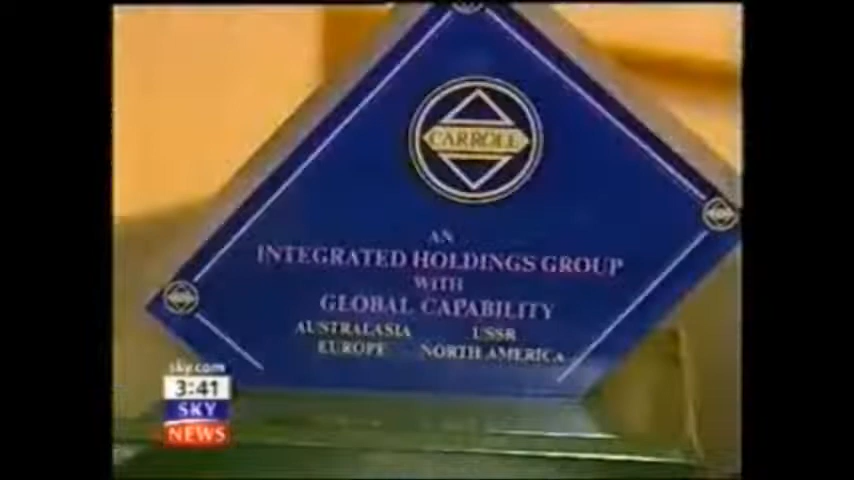 CARROLL
AN
INTEGRATED HOLDINGS GROUP
WITH
GLOBAL CAPABILITY
AUSTRALASIA USSR
EUROPE NORTH AMERICA
sky.com
3:41
SKY
NEWS